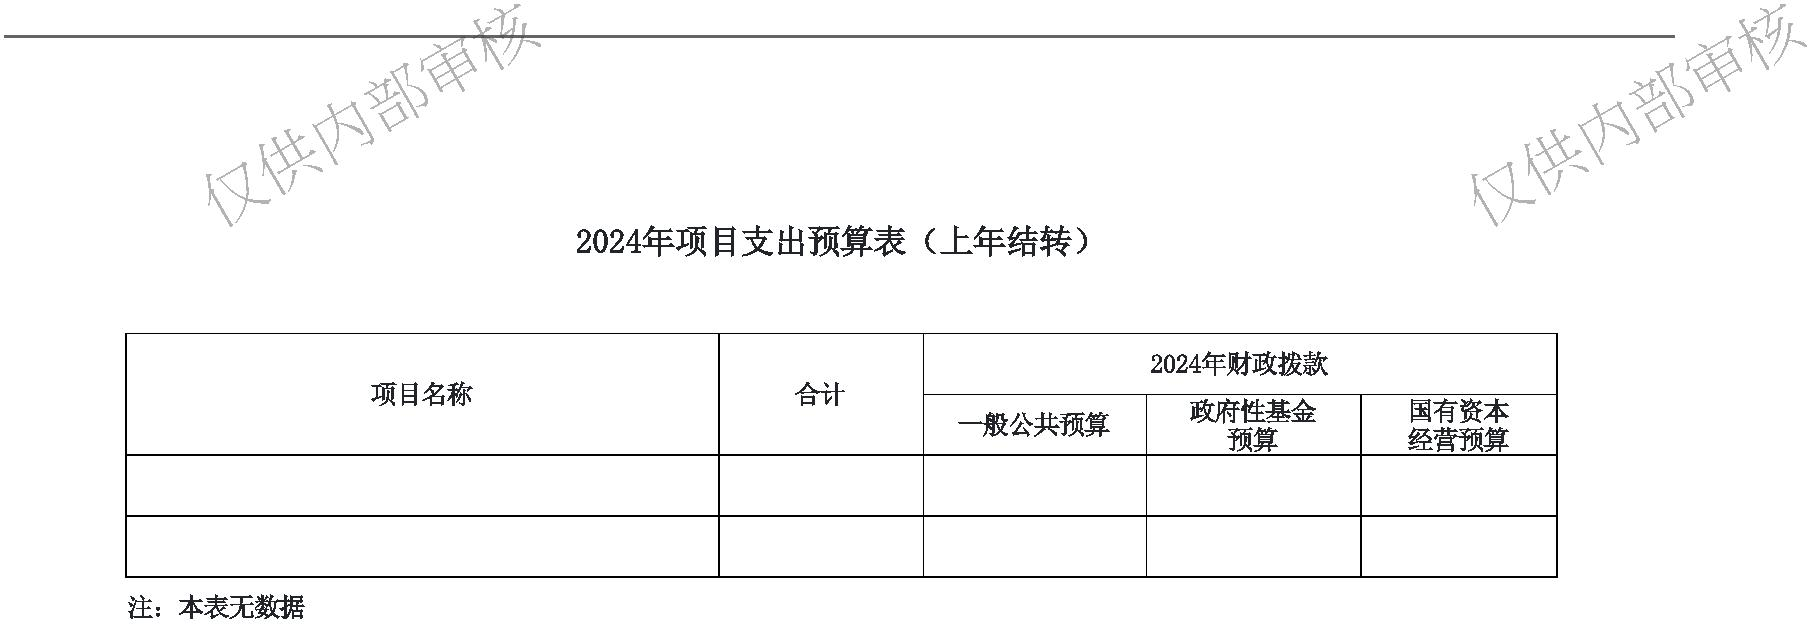 仅供内部审核
仅供内部审核
2024年项目支出预算表（上年结转）
项目名称
合计
2024年财政拨款
一般公共预算
政府性基金
预算
国有资本
经营预算
注：本表无数据